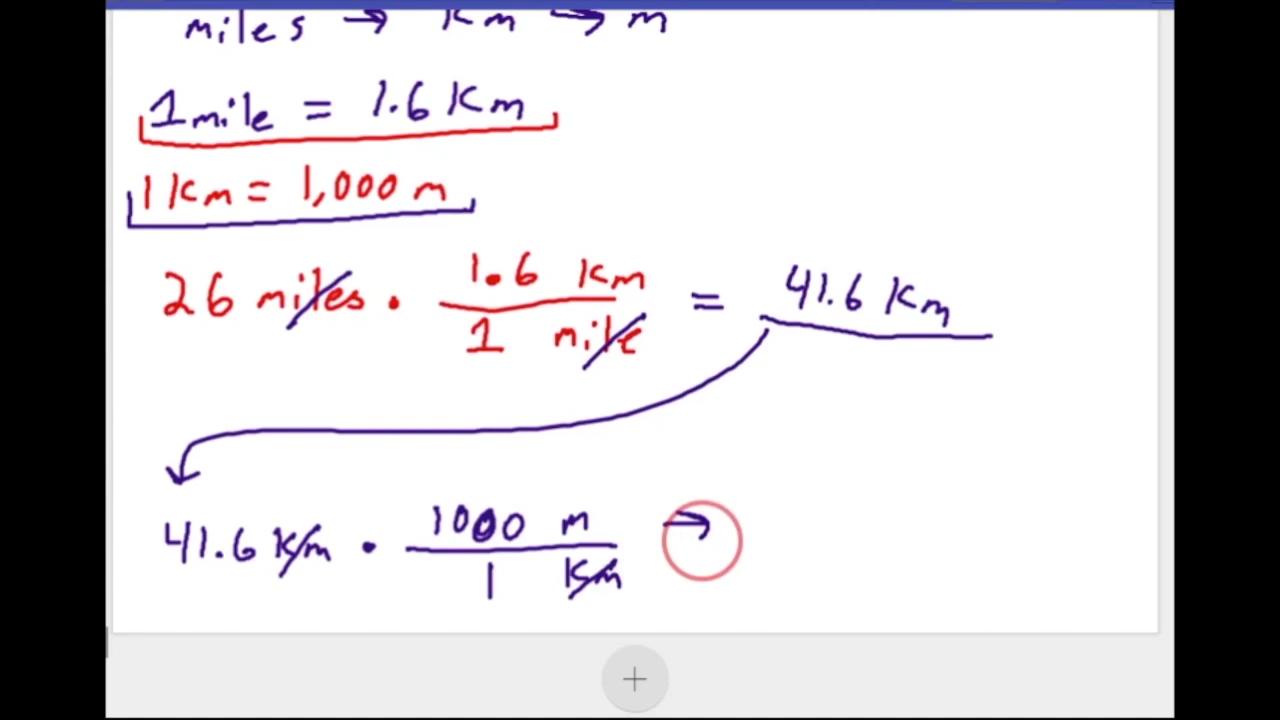 miles → Km → m
1 mile = 1.6 Km
1 Km = 1,000 m
26 miles · 1.6 Km / 1 mile = 41.6 Km
41.6 Km · 1000 m / 1 Km →